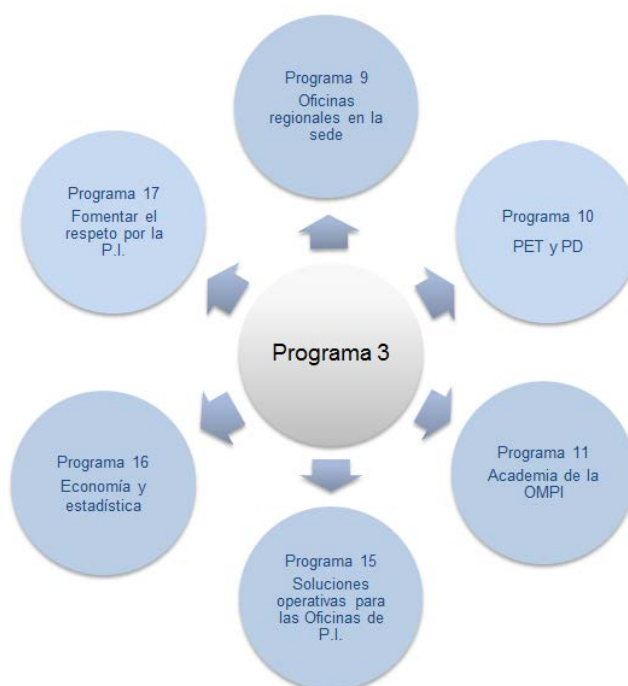 Programa 9
Oficinas
regionales en la
sede
Programa 17
Fomentar el
respeto por la
P.I.
Programa 10
PET y PD
Programa 3
Programa 16
Economía y
estadística
Programa 11
Academia de la
OMPI
Programa 15
Soluciones
operativas para
las Oficinas de
P.I.